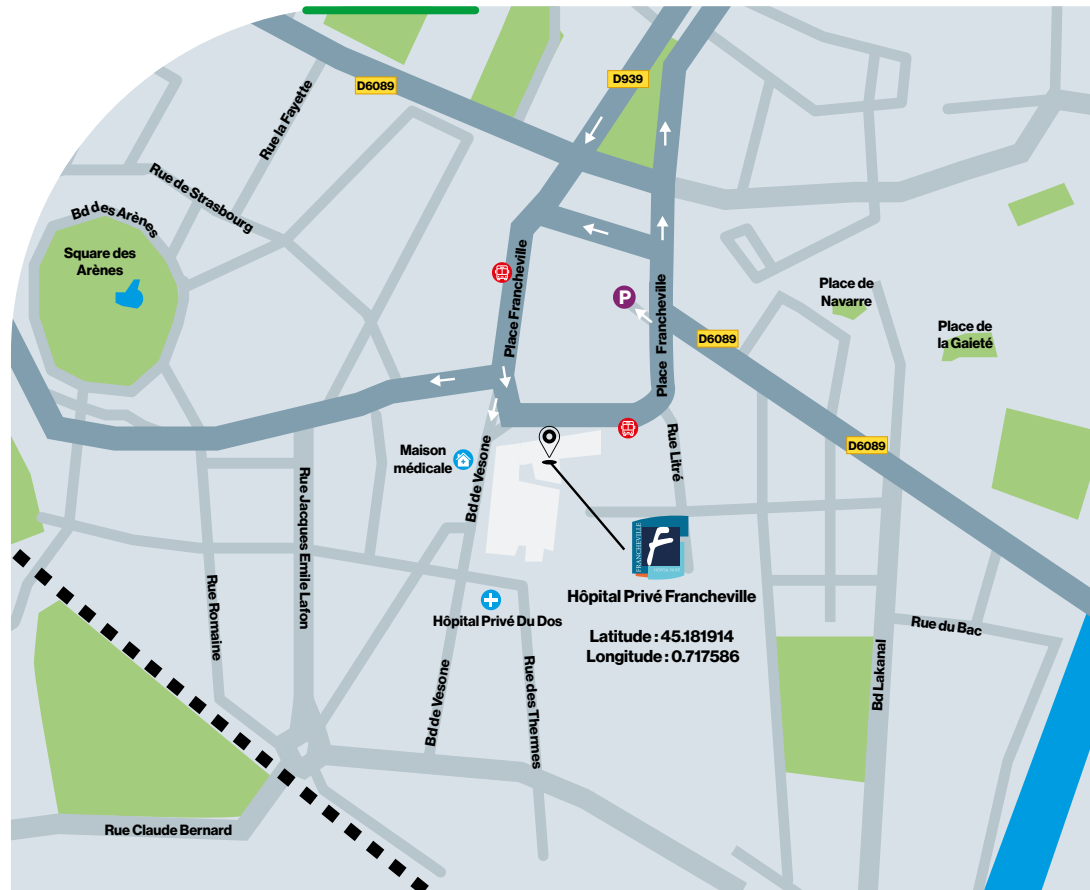 D6089
D939
Rue la Fayette
Rue de Strasbourg
Bd des Arènes
Square des
Arènes
Place Francheville
Place Francheville
P
D6089
Place de
Navarre
Place de
la Gaieté
D6089
Maison
médicale
Bd de Vesone
Rue Litré
Rue Jacques Emile Lafon
FRANCHEVILLE
F
Hôpital Privé Francheville
Latitude : 45.181914
Longitude : 0.717586
Hôpital Privé Du Dos
Rue Romaine
Rue du Bac
Bd Lakanal
Bd de Vesone
Rue des Thermes
Rue Claude Bernard